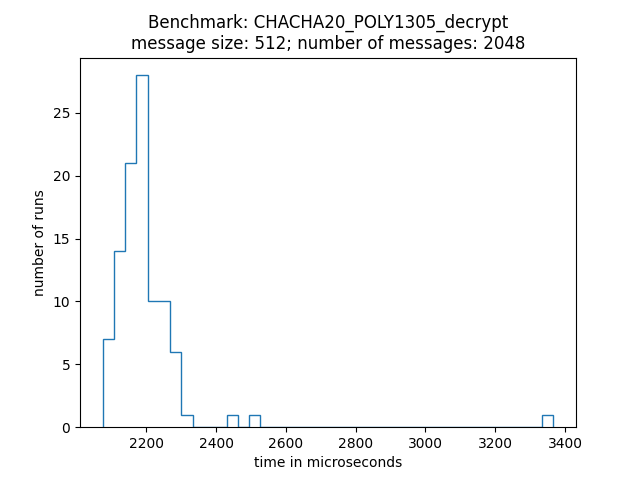 Benchmark: CHACHA20_POLY1305_decrypt
message size: 512; number of messages: 2048
number of runs
25
20
15
10
5
0
2200 2400 2600 2800 3000 3200 3400
time in microseconds